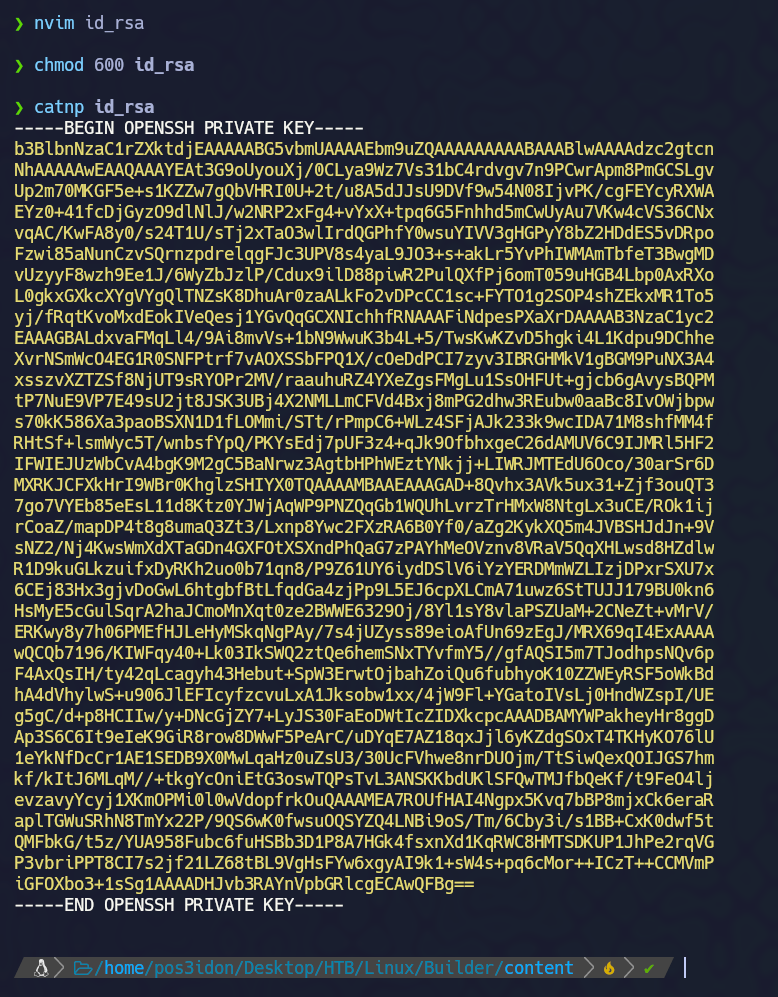 ❯ nvim id_rsa
❯ chmod 600 id_rsa
❯ catnp id_rsa
-----BEGIN OPENSSH PRIVATE KEY-----
b3BlbnNzaC1rZXktdjEAAAAABG5vbmUAAAAEbm9uZQAAAAAAAAABAAABlwAAAAdzc2gtcn
NhAAAAAwEAAQAAAYEAt3G9oUyouXj/0CLya9Wz7Vs31bC4rdvgv7n9PCwrApm8PmGCSLgv
Up2m70MKGF5e+s1KZZw7gQbVHRI0U+2t/u8A5dJJsU9DVf9w54N08IjvPK/cgFEYcyRXWA
EYz0+41fcDjGyzO9dlNlJ/w2NRP2xFg4+vYxX+tpq6G5Fnhhd5mCwUyAu7VKw4cVS36CNx
vqAC/KwFA8y0/s24T1U/sTj2xTaO3wlIrdQGPhfY0wsuYIVV3gHGPyY8bZ2HDdES5vDRpo
Fzwi85aNunCzvSQrnzpdrelqgFJc3UPV8s4yaL9JO3+s+akLr5YvPhIWMAmTbfeT3BwgMD
vUzyyF8wzh9Ee1J/6WyZbJzlP/Cdux9ilD88piwR2PulQXfPj6omT059uHGB4Lbp0AxRXo
L0gkxGXkcXYgVYgQlTNZsK8DhuAr0zaALkFo2vDPcCC1sc+FYTO1g2SOP4shZEkxMR1To5
yj/fRqtKvoMxdEokIVeQesj1YGvQqGCXNIchhfRNAAAFiNdpesPXaXrDAAAAB3NzaC1yc2
EAAAGBALdxvaFMqLl4/9Ai8mvVs+1bN9WwuK3b4L+5/TwsKwKZvD5hgki4L1Kdpu9DChhe
XvrNSmWcO4EG1R0SNFPtrf7vAOXSSbFPQ1X/cOeDdPCI7zyv3IBRGHMkV1gBGM9PuNX3A4
xsszvXZTZSf8NjUT9sRYOPr2MV/raauhuRZ4YXeZgsFMgLu1SsOHFUt+gjcb6gAvysBQPM
tP7NuE9VP7E49sU2jt8JSK3UBj4X2NMLLmCFVd4Bxj8mPG2dhw3REubw0aaBc8IvOWjbpw
s70kK586Xa3paoBSXN1D1fLOMmi/STt/rPmpC6+WLz4SFjAJk233k9wcIDA71M8shfMM4f
RHtSf+lsmWyc5T/wnbsfYpQ/PKYsEdj7pUF3z4+qJk9OfbhxgeC26dAMUV6C9IJMRl5HF2
IFWIEJUzWbCvA4bgK9M2gC5BaNrwz3AgtbHPhWEztYNkjj+LIWRJMTEdU6Oco/30arSr6D
MXRKJCFXkHrI9WBr0KhglzSHIYX0TQAAAAMBAAEAAAGAD+8Qvhx3AVk5ux31+Zjf3ouQT3
7go7VYEb85eEsL11d8Ktz0YJWjAqWP9PNZQqGb1WQUhLvrzTrHMxW8NtgLx3uCE/ROk1ij
rCoaZ/mapDP4t8g8umaQ3Zt3/Lxnp8Ywc2FXzRA6B0Yf0/aZg2KykXQ5m4JVBSHJdJn+9V
sNZ2/Nj4KwsWmXdXTaGDn4GXFOtXSXndPhQaG7zPAYhMeOVznv8VRaV5QqXHLwsd8HZdlw
R1D9kuGLkzuifxDyRKh2uo0b71qn8/P9Z61UY6iydDSlV6iYzYERDMmWZLIzjDPxrSXU7x
6CEj83Hx3gjvDoGwL6htgbfBtLfqdGa4zjPp9L5EJ6cpXLCmA71uwz6StTUJJ179BU0kn6
HsMyE5cGulSqrA2haJCmoMnXqt0ze2BWWE6329Oj/8Yl1sY8vlaPSZUaM+2CNeZt+vMrV/
ERKwy8y7h06PMEfHJLeHyMSkqNgPAy/7s4jUZyss89eioAfUn69zEgJ/MRX69qI4ExAAAA
wQCQb7196/KIWFqy40+Lk03IkSWQ2ztQe6hemSNxTYvfmY5//gfAQSI5m7TJodhpsNQv6p
F4AxQsIH/ty42qLcagyh43Hebut+SpW3ErwtOjbahZoiQu6fubhyoK10ZZWEyRSF5oWkBd
hA4dVhylwS+u906JlEFIcyfzcvuLxA1Jksobw1xx/4jW9Fl+YGatoIVsLj0HndWZspI/UE
g5gC/d+p8HCIIw/y+DNcGjZY7+LyJS30FaEoDWtIcZIDXkcpcAAADBAMYWPakheyHr8ggD
Ap3S6C6It9eIeK9GiR8row8DWwF5PeArC/uDYqE7AZ18qxJjl6yKZdgSOxT4TKHyKO76lU
1eYkNfDcCr1AE1SEDB9X0MwLqaHz0uZsU3/30UcFVhwe8nrDUOjm/TtSiwQexQOIJGS7hm
kf/kItJ6MLqM//+tkgYcOniEtG3oswTQPsTvL3ANSKKbdUKlSFQwTMJfbQeKf/t9FeO4lj
evzavyYcyj1XKmOPMi0l0wVdopfrkOuQAAAMEA7ROUfHAI4Ngpx5Kvq7bBP8mjxCk6eraR
aplTGWuSRhN8TmYx22P/9QS6wK0fwsuOQSYZQ4LNBi9oS/Tm/6Cby3i/s1BB+CxK0dwf5t
QMFbkG/t5z/YUA958Fubc6fuHSBb3D1P8A7HGk4fsxnXd1KqRWC8HMTSDKUP1JhPe2rqVG
P3vbriPPT8CI7s2jf21LZ68tBL9VgHsFYw6xgyAI9k1+sW4s+pq6cMor++ICzT++CCMVmP
iGFOXbo3+1sSg1AAAADHJvb3RAYnVpbGRlcgECAwQFBg==
-----END OPENSSH PRIVATE KEY-----
/home/pos3idon/Desktop/HTB/Linux/Builder/content ✔